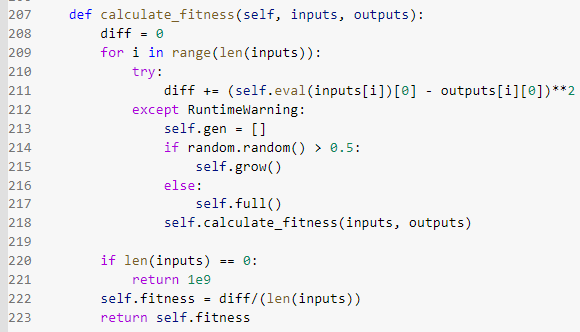 207 def calculate_fitness(self, inputs, outputs):
208 diff = 0
209 for i in range(len(inputs)):
210 try:
211 diff += (self.eval(inputs[i])[0] - outputs[i][0])**2
212 except RuntimeWarning:
213 self.gen = []
214 if random.random() > 0.5:
215 self.grow()
216 else:
217 self.full()
218 self.calculate_fitness(inputs, outputs)
219
220 if len(inputs) == 0:
221 return 1e9
222 self.fitness = diff/(len(inputs))
223 return self.fitness